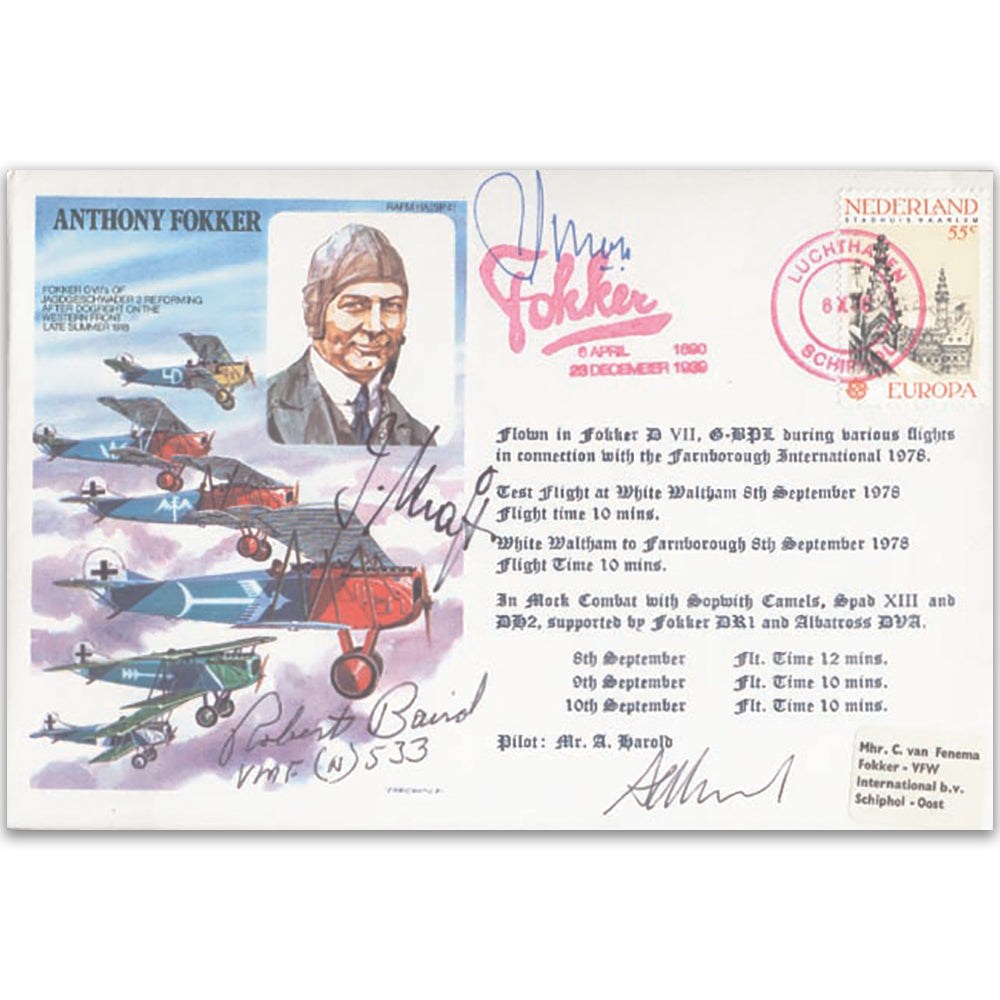 ANTHONY FOKKER
FOKKER DVII's OF
JAGDGESCHWADER 2 REFORMING
AFTER DOGFIGHT ON THE
WESTERN FRONT
LATE SUMMER 1918
Fokker
6 APRIL 1890
23 DECEMBER 1939
LUCHTHAVEN
SCHIPHOL
NEDERLAND
STADHUIS HAARLEM
55c
EUROPA
Flown in Fokker D VII, G-BPL during various flights
in connection with the Farnborough International 1978.
Test Flight at White Waltham 8th September 1978
Flight time 10 mins.
White Waltham to Farnborough 8th September 1978
Flight Time 10 mins.
In Mock Combat with Sopwith Camels, Spad XIII and
DH2, supported by Fokker DR1 and Albatross DVA.
8th September Flt. Time 12 mins.
9th September Flt. Time 10 mins.
10th September Flt. Time 10 mins.
Pilot: Mr. A. Harold
Robert Baird
VMF (N) 533
Mhr. C. van Fenema
Fokker - VFW
International b.v.
Schiphol - Oost